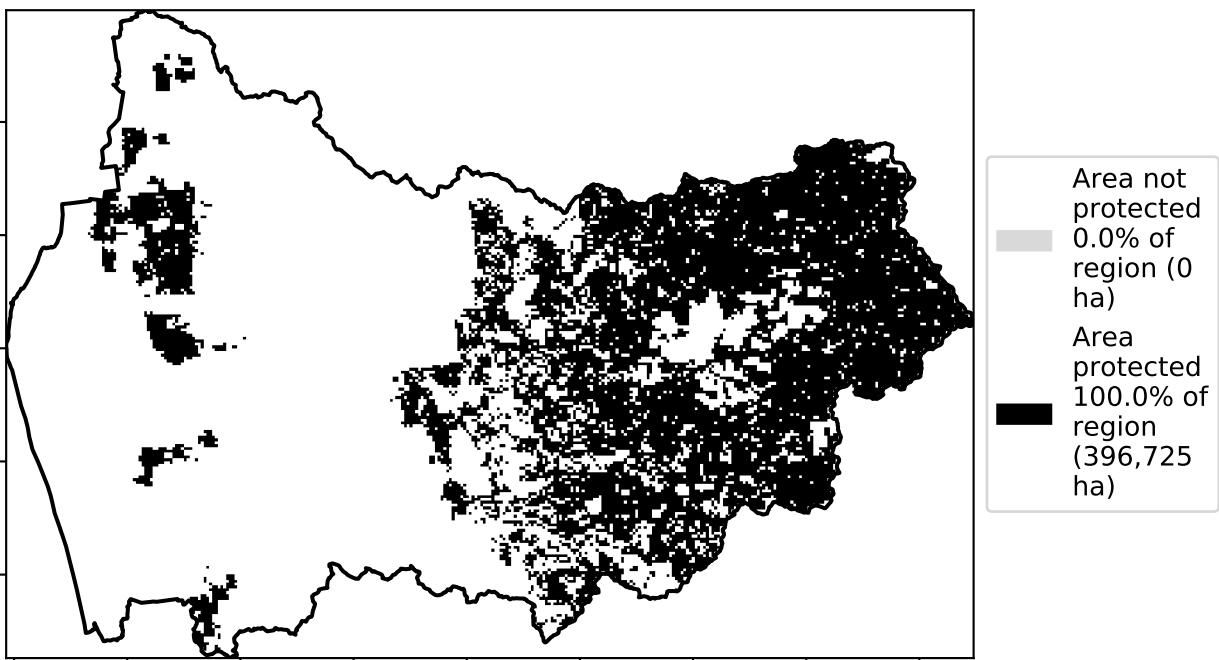 Area not
protected
0.0% of
region (0
ha)
Area
protected
100.0% of
region
(396,725
ha)